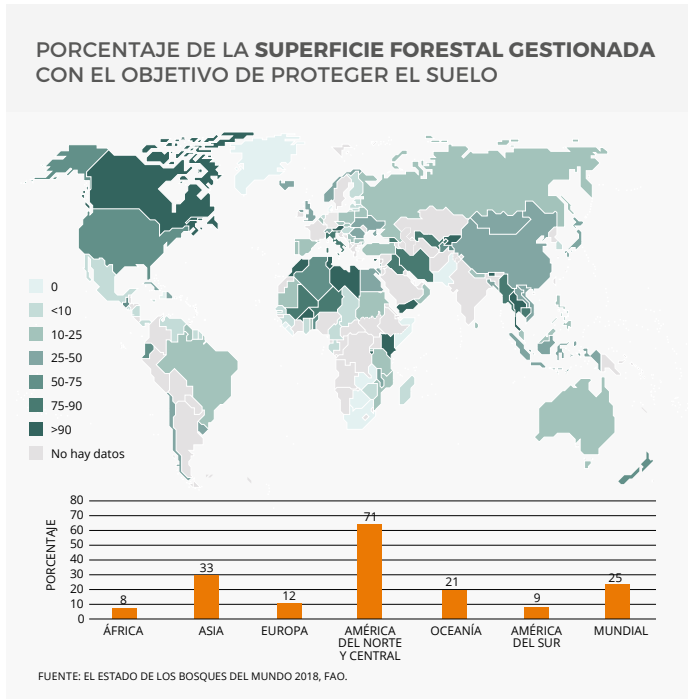 PORCENTAJE DE LA SUPERFICIE FORESTAL GESTIONADA
CON EL OBJETIVO DE PROTEGER EL SUELO
0
<10
10-25
25-50
50-75
75-90
>90
No hay datos
2
PORCENTAJE
80
70
60
50
40
30
20
10
0
8
33
12
71
21
9
25
ÁFRICA
ASIA
EUROPA
AMÉRICA
DEL NORTE
Y CENTRAL
OCEANÍA
AMÉRICA
DEL SUR
MUNDIAL
FUENTE: EL ESTADO DE LOS BOSQUES DEL MUNDO 2018, FAO.